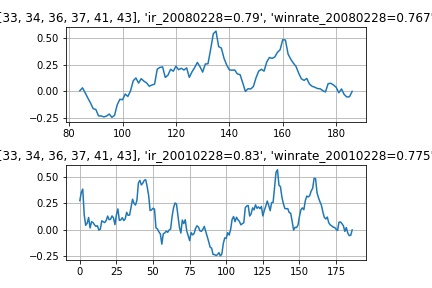 [33, 34, 36, 37, 41, 43], 'ir_20080228=0.79', 'winrate_20080228=0.767'
0.50
0.25
0.00
−0.25
80 100 120 140 160 180
[33, 34, 36, 37, 41, 43], 'ir_20010228=0.83', 'winrate_20010228=0.775'
0.50
0.25
0.00
−0.25
0 25 50 75 100 125 150 175